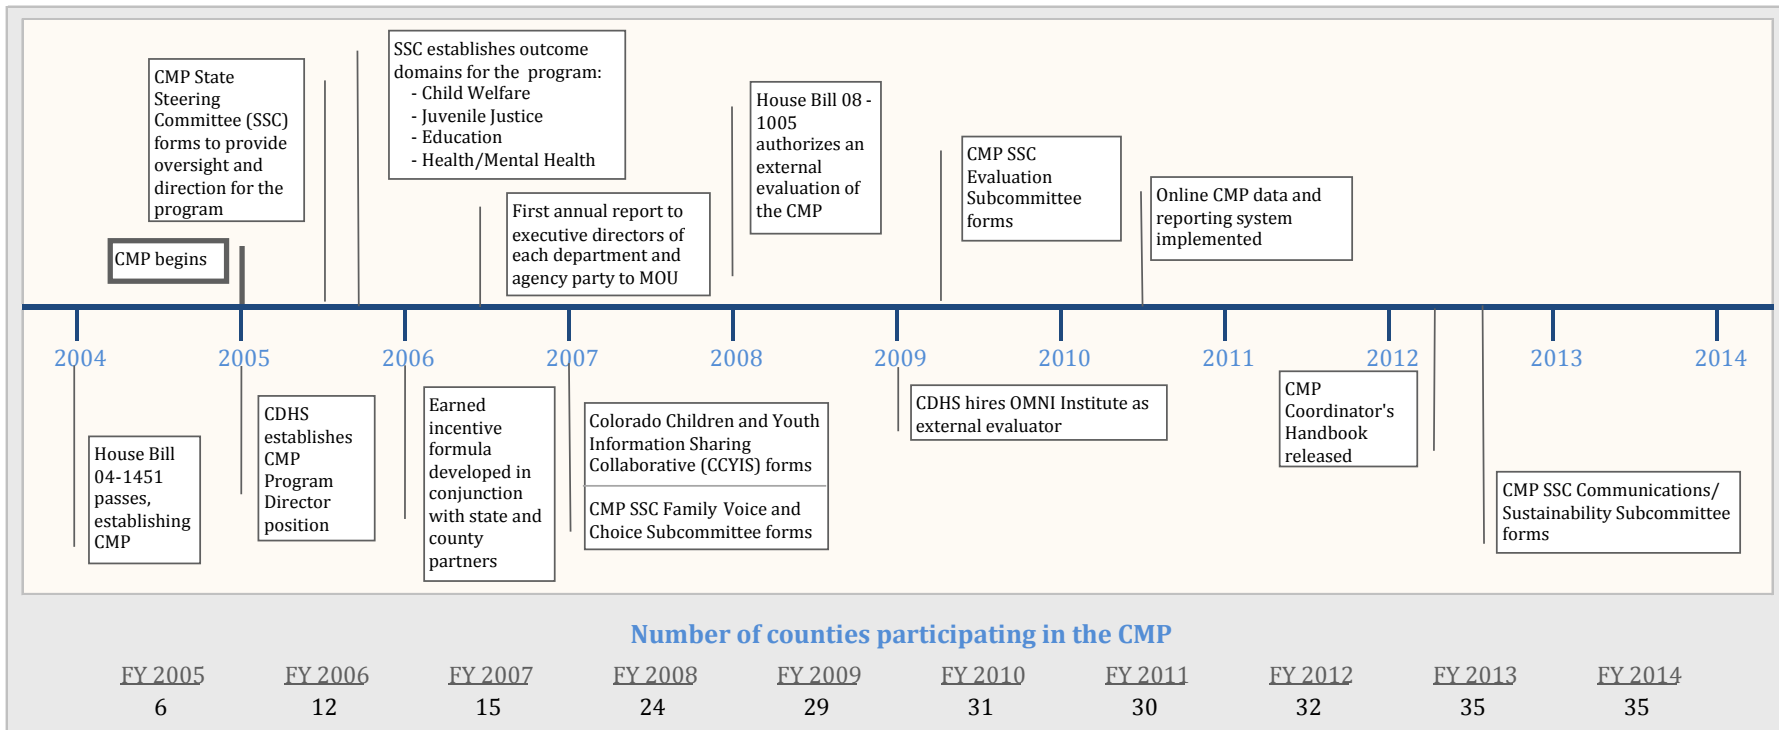 CMP State
Steering
Committee (SSC)
forms to provide
oversight and
direction for the
program
SSC establishes outcome
domains for the program:
- Child Welfare
- Juvenile Justice
- Education
- Health/Mental Health
House Bill 08 -
1005
authorizes an
external
evaluation of
the CMP
CMP SSC
Evaluation
Subcommittee
forms
Online CMP data and
reporting system
implemented
First annual report to
executive directors of
each department and
agency party to MOU
CMP begins
2004 2005 2006 2007 2008 2009 2010 2011 2012 2013 2014
House Bill
04-1451
passes,
establishing
CMP
CDHS
establishes
CMP
Program
Director
position
Earned
incentive
formula
developed in
conjunction
with state and
county
partners
Colorado Children and Youth
Information Sharing
Collaborative (CCYIS) forms
CMP SSC Family Voice and
Choice Subcommittee forms
CDHS hires OMNI Institute as
external evaluator
CMP
Coordinator's
Handbook
released
CMP SSC Communications/
Sustainability Subcommittee
forms
Number of counties participating in the CMP
FY 2005 FY 2006 FY 2007 FY 2008 FY 2009 FY 2010 FY 2011 FY 2012 FY 2013 FY 2014
6 12 15 24 29 31 30 32 35 35